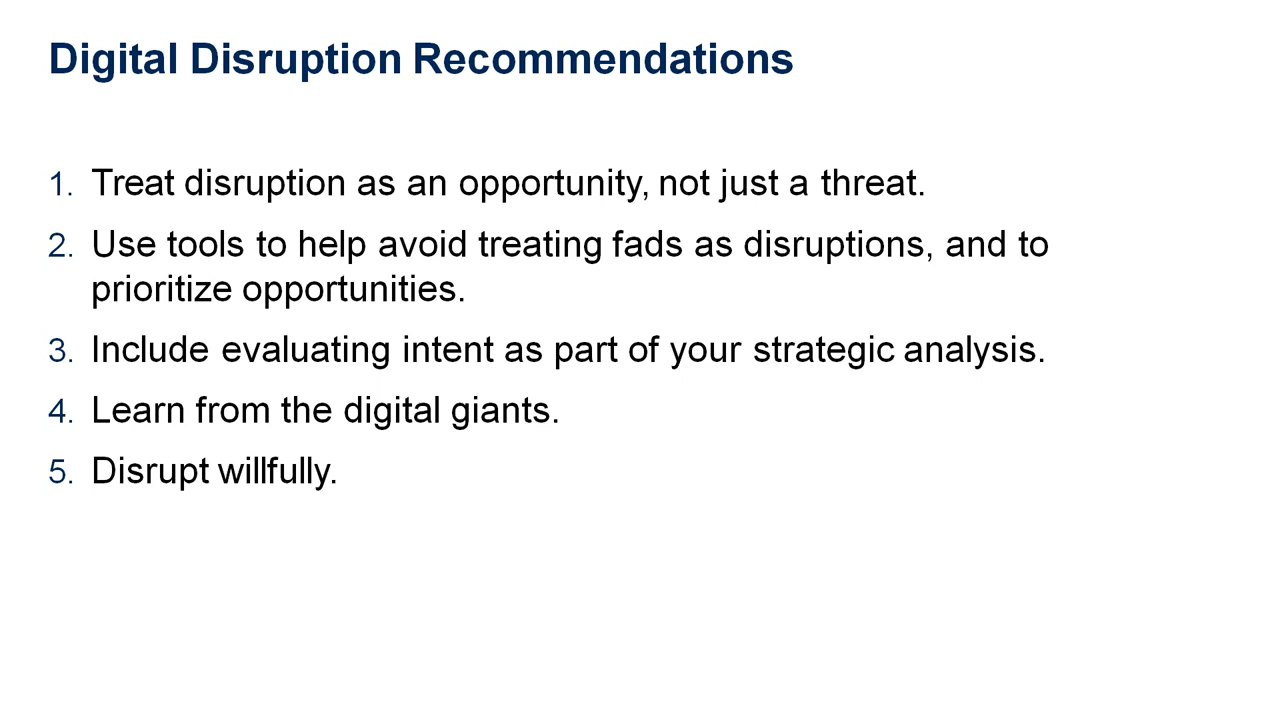 Digital Disruption Recommendations
1. Treat disruption as an opportunity, not just a threat.
2. Use tools to help avoid treating fads as disruptions, and to
prioritize opportunities.
3. Include evaluating intent as part of your strategic analysis.
4. Learn from the digital giants.
5. Disrupt willfully.